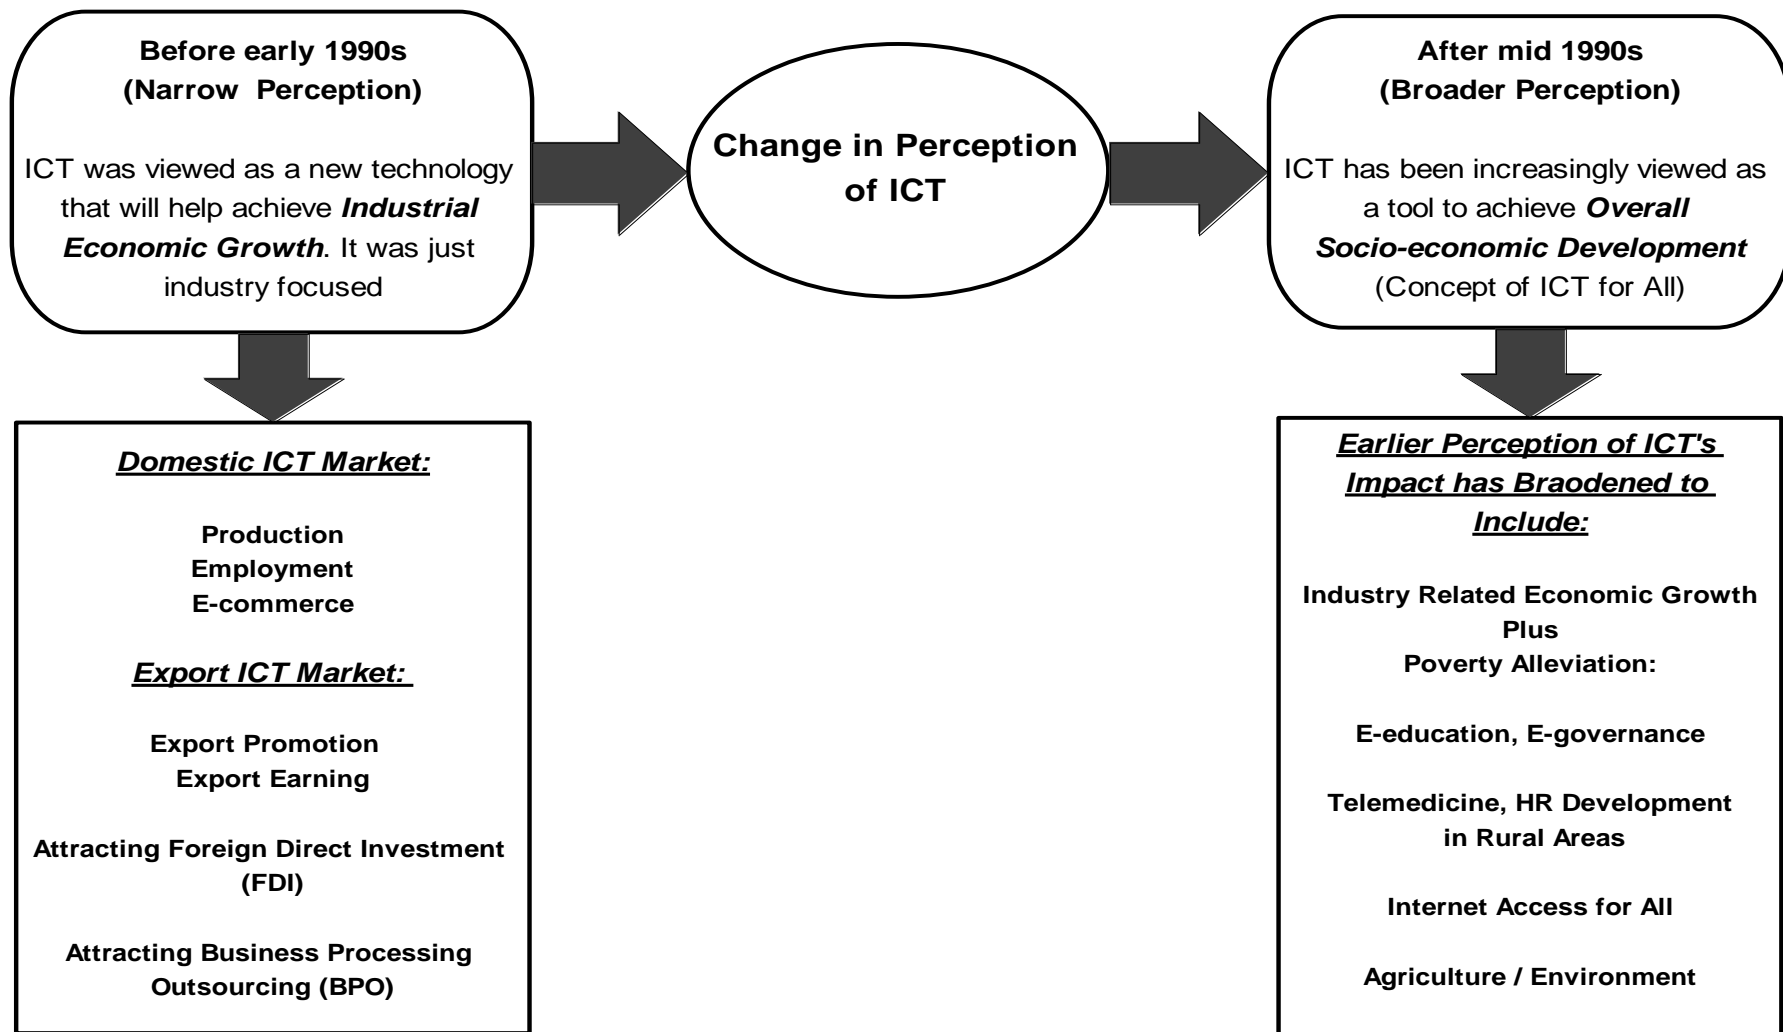 Before early 1990s
(Narrow Perception)
ICT was viewed as a new technology
that will help achieve Industrial
Economic Growth. It was just
industry focused
Change in Perception
of ICT
After mid 1990s
(Broader Perception)
ICT has been increasingly viewed as
a tool to achieve Overall
Socio-economic Development
(Concept of ICT for All)
Domestic ICT Market:
Production
Employment
E-commerce
Export ICT Market:
Export Promotion
Export Earning
Attracting Foreign Direct Investment
(FDI)
Attracting Business Processing
Outsourcing (BPO)
Earlier Perception of ICT's
Impact has Braodened to
Include:
Industry Related Economic Growth
Plus
Poverty Alleviation:
E-education, E-governance
Telemedicine, HR Development
in Rural Areas
Internet Access for All
Agriculture / Environment